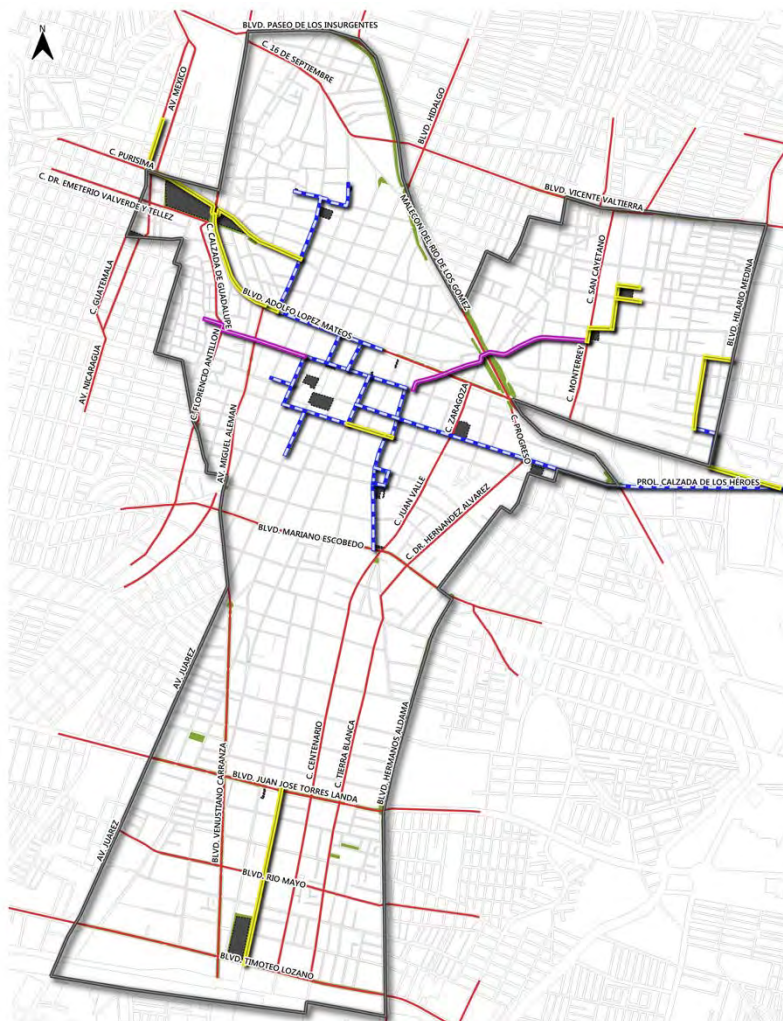 BLVD. PASEO DE LOS INSURGENTES
N
C. 16 DE SEPTIEMBRE
AV. MEXICO
BLVD. HIDALGO
C. PURISIMA
C. DR. EMETERIO VALVERDE Y TELLEZ
BLVD. VICENTE VALTIERRA
MALECON DEL RIO DE LOS GOMEZ
C. CALZADA DE GUADALUPE
C. SAN CAYETANO
BLVD. HILARIO MEDINA
C. GUATEMALA
BLVD. ADOLFO LOPEZ MATEOS
AV. NICARAGUA
C. FLORENCIO ANTILLON
C. MONTERREY
AV. MIGUEL ALEMAN
C. ZARAGOZA
C. PROGRESO
PROL. CALZADA DE LOS HÉROES
C. JUAN VALLE
C. DR. HERNANDEZ ALVAREZ
BLVD. MARIANO ESCOBEDO
AV. JUAREZ
BLVD. VENUSTIANO CARRANZA
C. CENTENARIO
C. TIERRA BLANCA
BLVD. HERMANOS ALDAMA
BLVD. JUAN JOSE TORRES LANDA
AV. JUAREZ
BLVD. RIO MAYO
BLVD. TIMOTEO LOZANO